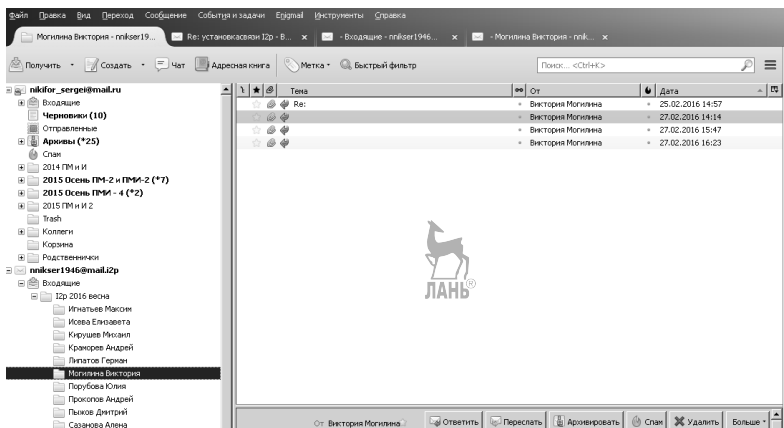 Файл Правка Вид Переход Сообщение События и задачи Enigmail Инструменты Справка
Могилина Виктория - nnikser19... Re: установкасвязи I2p - В... x - Входящие - nnikser1946... x - Могилина Виктория - nnik... x
Получить Создать Чат Адресная книга Метка Быстрый фильтр Поиск... <Ctrl+K>
nikifor_sergei@mail.ru
Входящие
Черновики (10)
Отправленные
Архивы (*25)
Спам
2014 ПМ и И
2015 Осень ПМ-2 и ПМИ-2 (*7)
2015 Осень ПМИ - 4 (*2)
2015 ПМ и И 2
Trash
Коллеги
Корзина
Родственнички
nnikser1946@mail.i2p
Входящие
I2p 2016 весна
Игнатьев Максим
Исева Елизавета
Кирушев Михаил
Краморев Андрей
Липатов Герман
Могилина Виктория
Порубова Юлия
Прокопов Андрей
Пыжов Дмитрий
Сазанова Алена
Тема От Дата
Re: Виктория Могилина 25.02.2016 14:57
Виктория Могилина 27.02.2016 14:14
Виктория Могилина 27.02.2016 15:47
Виктория Могилина 27.02.2016 16:23
ЛАНЬ®
От Виктория Могилина Ответить Переслать Архивировать Спам Удалить Больше